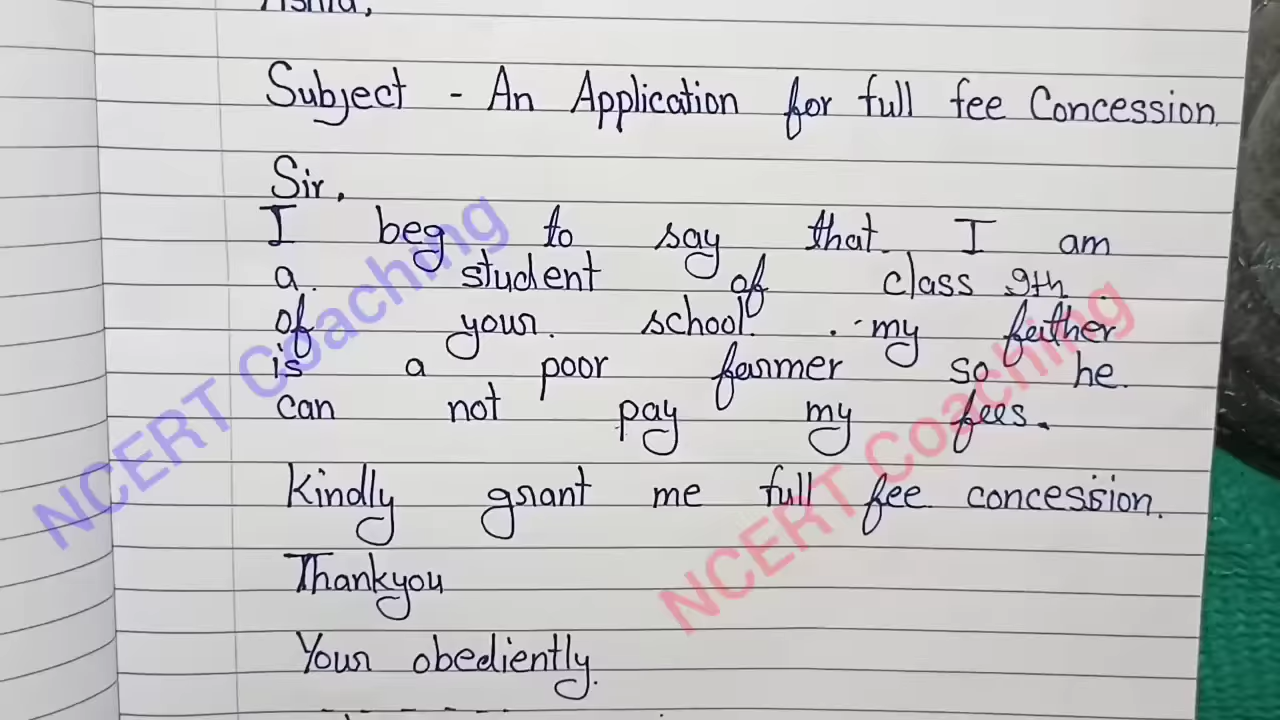 Subject - An Application for full fee Concession.
Sir,
I beg to say that I am
a student of class 9th
of your school. my father
is a poor farmer so he
can not pay my fees.
Kindly grant me full fee concession.
Thankyou
Your obediently.
NCERT Coaching
NCERT Coaching